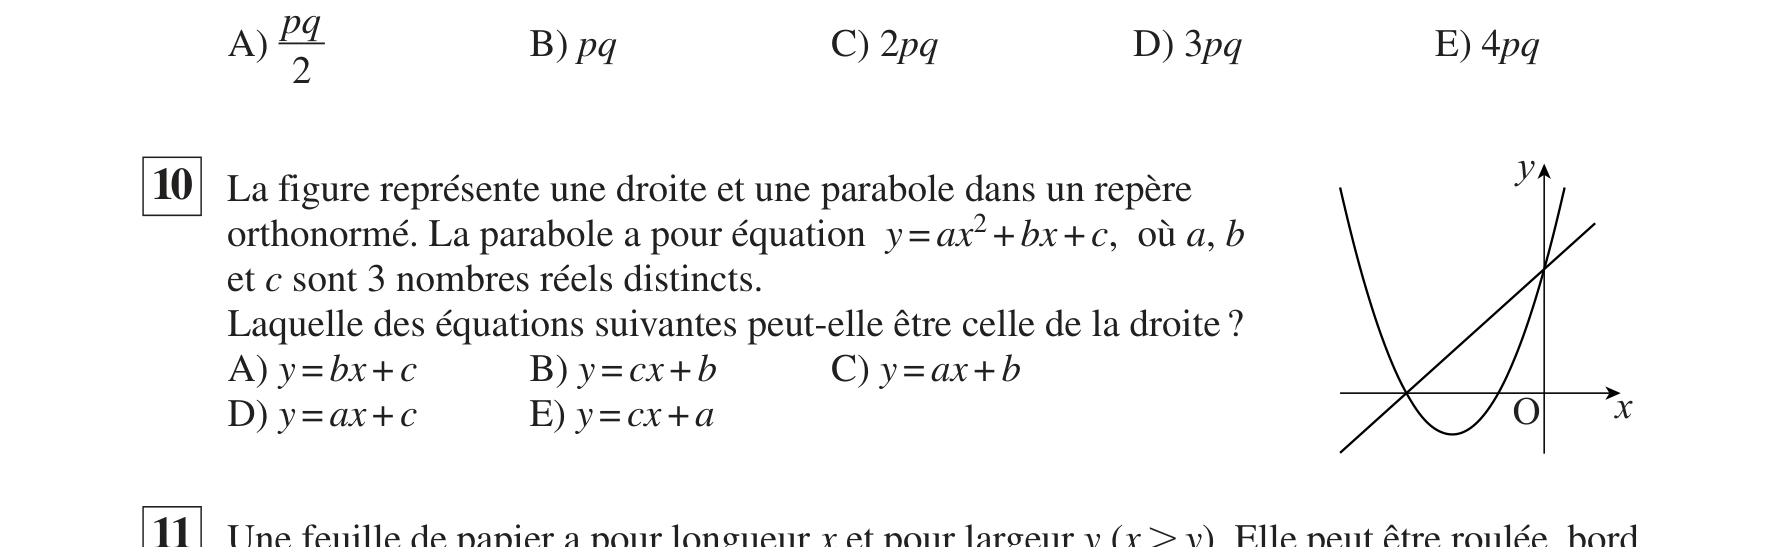 A) pq/2 B) pq C) 2pq D) 3pq E) 4pq
10 La figure représente une droite et une parabole dans un repère
orthonormé. La parabole a pour équation y=ax²+bx+c, où a, b
et c sont 3 nombres réels distincts.
Laquelle des équations suivantes peut-elle être celle de la droite ?
A) y=bx+c B) y=cx+b C) y=ax+b
D) y=ax+c E) y=cx+a
y
O
x
11 Une feuille de papier a pour longueur x et pour largeur y (x > y). Elle peut être roulée, bord